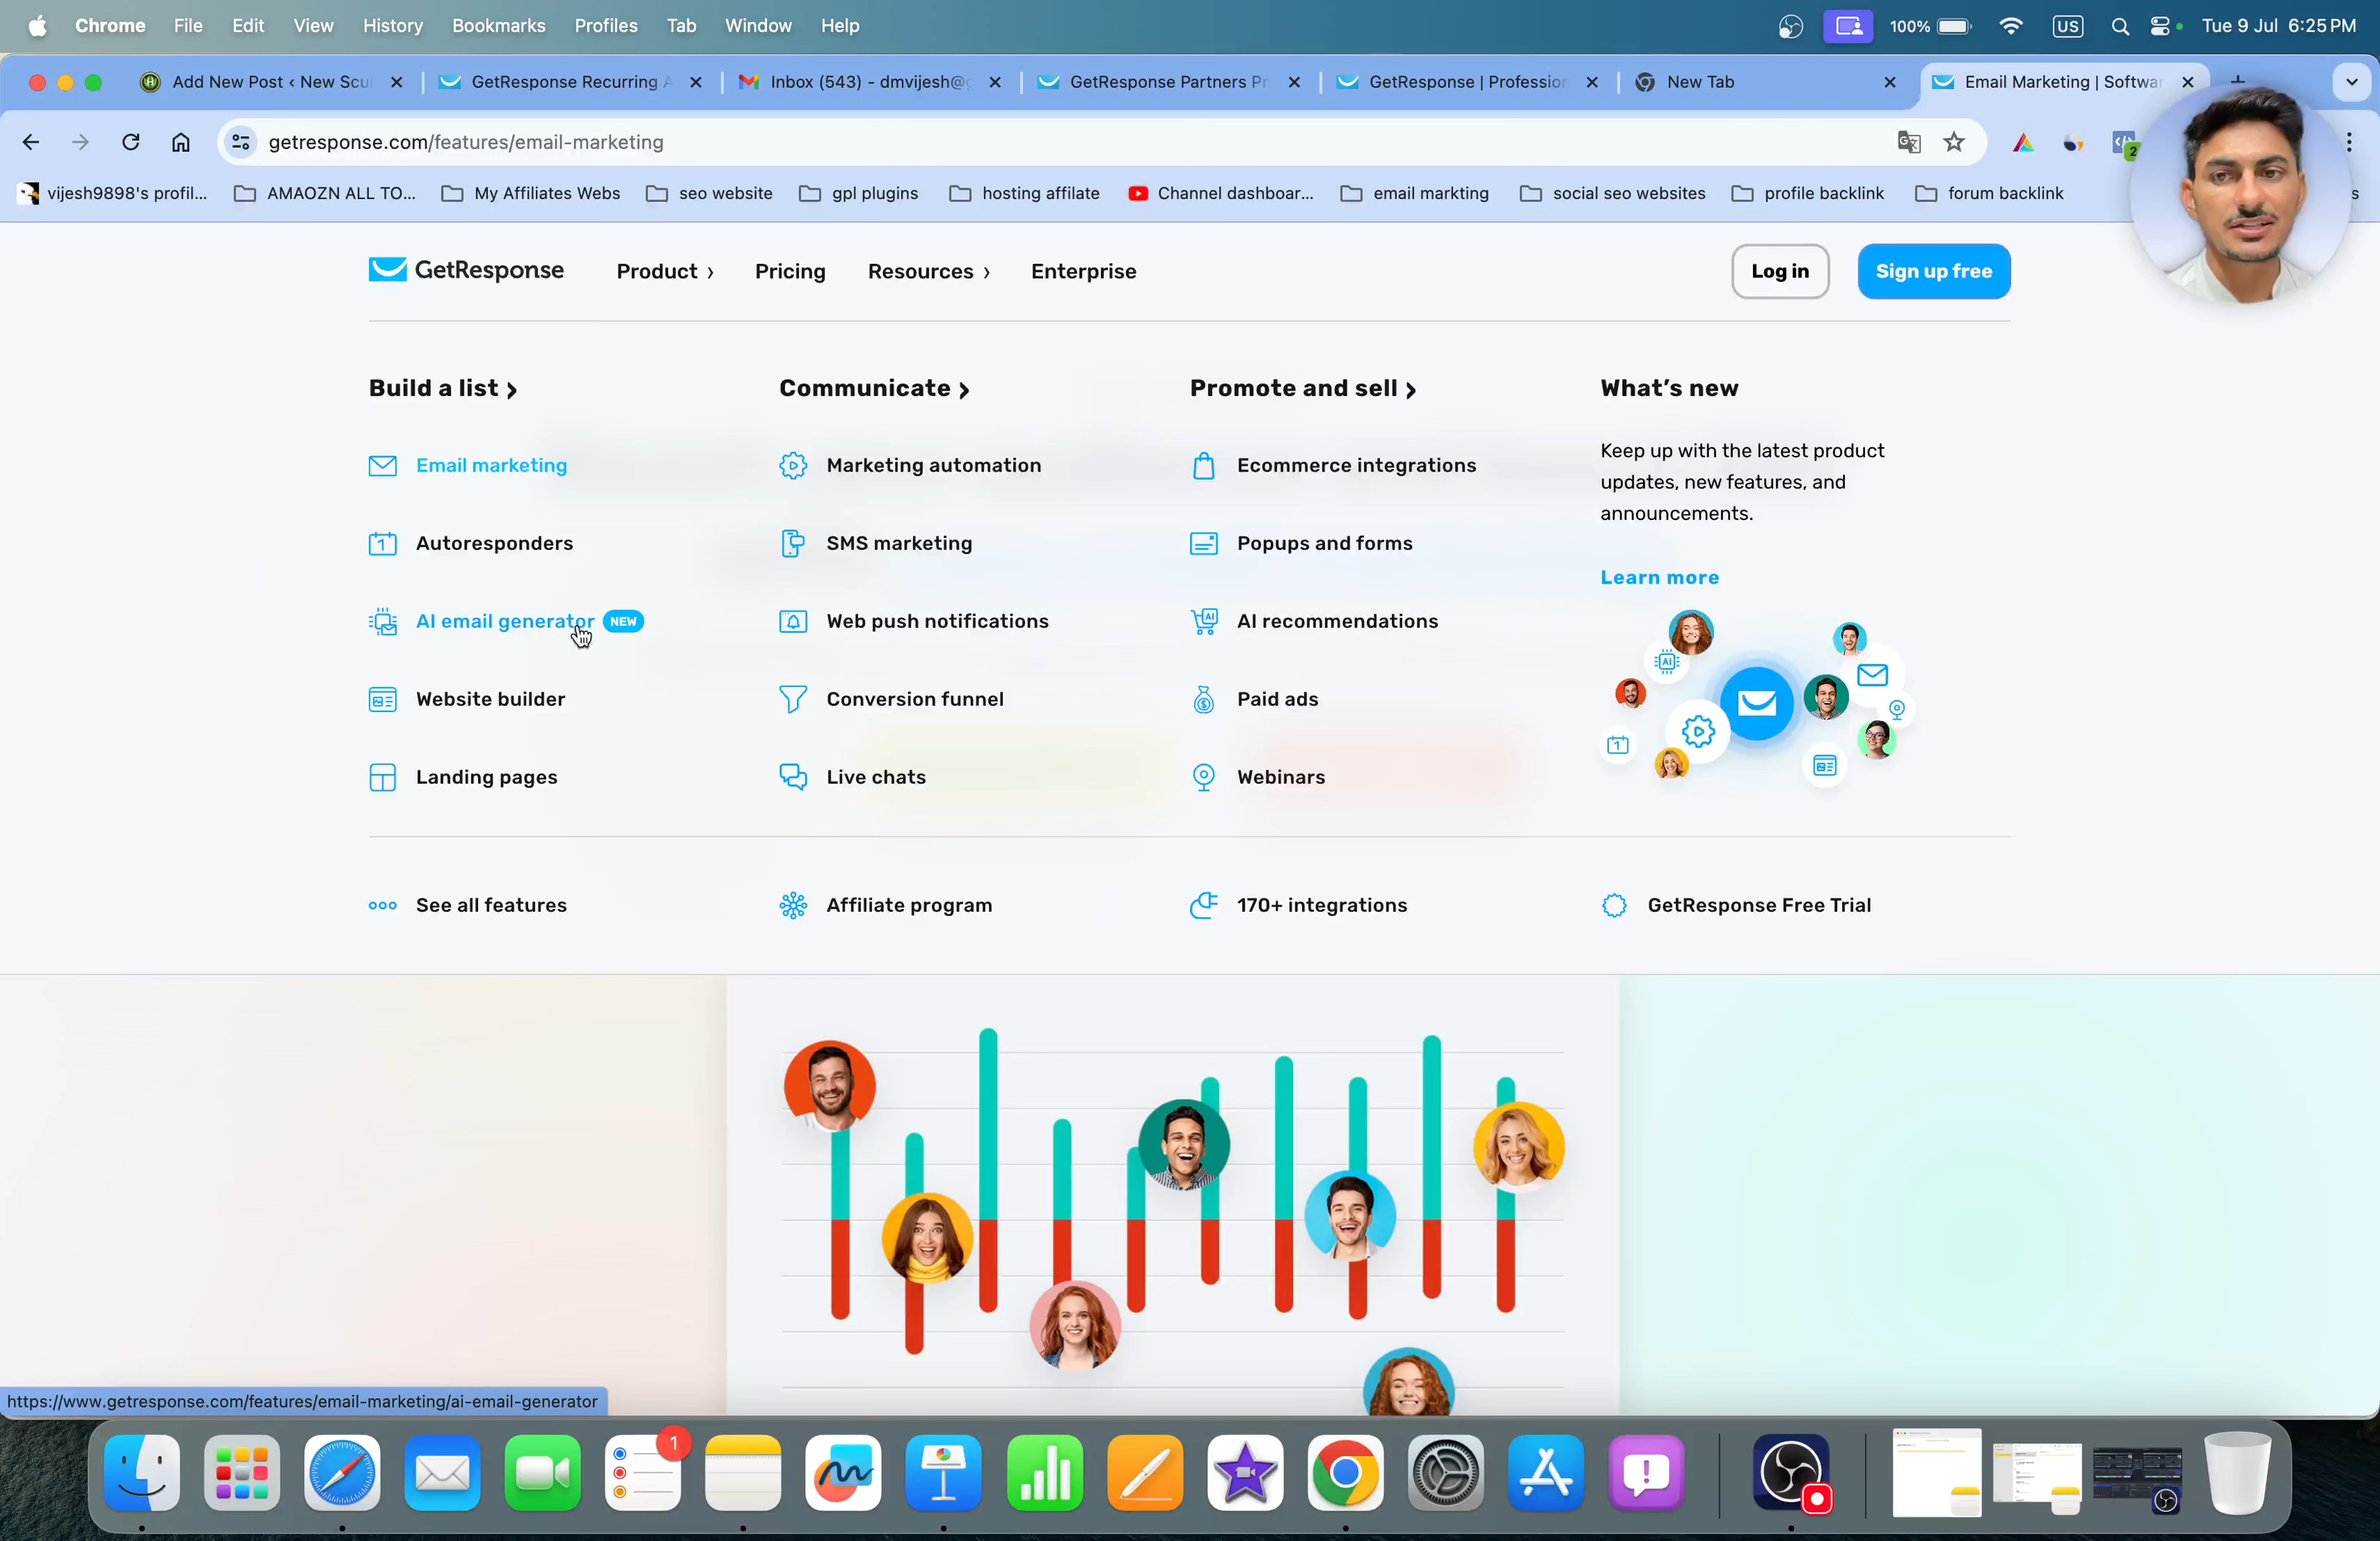 Chrome File Edit View History Bookmarks Profiles Tab Window Help 100% US Tue 9 Jul 6:25 PM
Add New Post ‹ New Scu GetResponse Recurring A Inbox (543) - dmvijesh@g GetResponse Partners Pr GetResponse | Profession New Tab Email Marketing | Softwar
getresponse.com/features/email-marketing 2
vijesh9898's profil... AMAOZN ALL TO... My Affiliates Webs seo website gpl plugins hosting affilate Channel dashboar... email markting social seo websites profile backlink forum backlink s
GetResponse Product › Pricing Resources › Enterprise Log in Sign up free
Build a list › Communicate › Promote and sell › What's new
Email marketing Marketing automation Ecommerce integrations
Keep up with the latest product
updates, new features, and
announcements.
Autoresponders SMS marketing Popups and forms
Learn more
AI email generator NEW Web push notifications AI AI recommendations
AI
Website builder Conversion funnel Paid ads
1
Landing pages Live chats Webinars
See all features Affiliate program 170+ integrations GetResponse Free Trial
https://www.getresponse.com/features/email-marketing/ai-email-generator
1